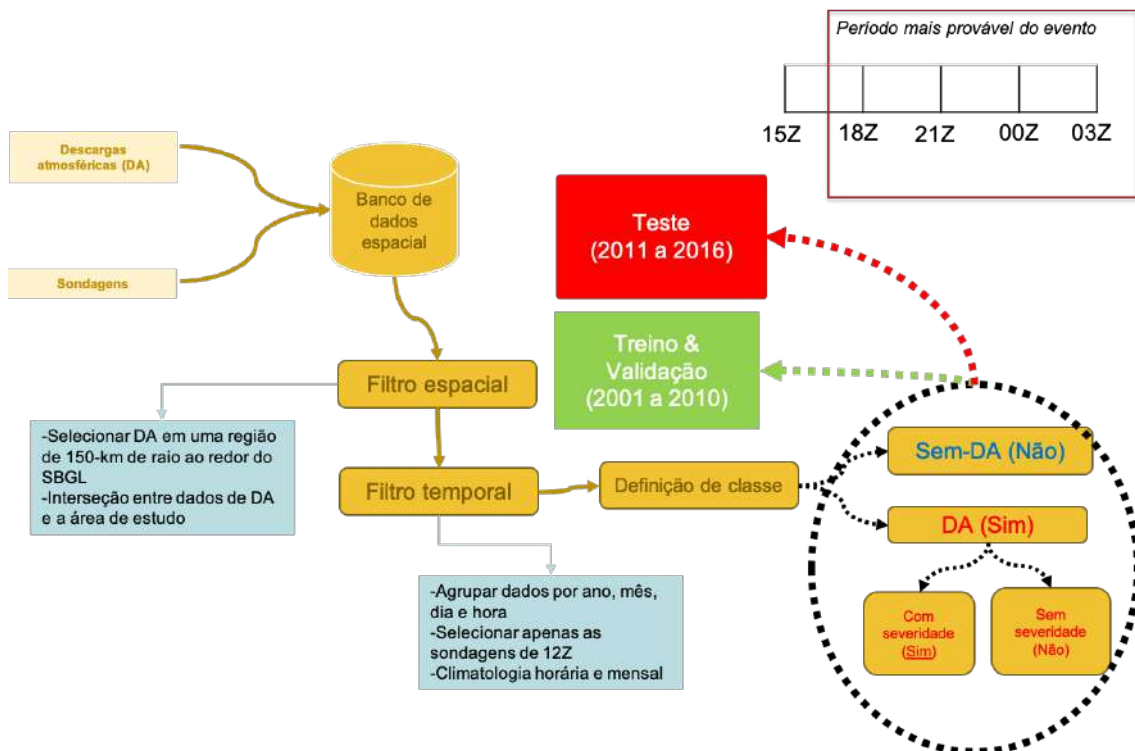 Período mais provável do evento
15Z
18Z
21Z
00Z
03Z
Descargas
atmosféricas (DA)
Sondagens
Banco de
dados
espacial
Teste
(2011 a 2016)
Treino &
Validação
(2001 a 2010)
Filtro espacial
-Selecionar DA em uma região
de 150-km de raio ao redor do
SBGL
-Interseção entre dados de DA
e a área de estudo
Filtro temporal
Definição de classe
Sem-DA (Não)
DA (Sim)
Com
severidade
(Sim)
Sem
severidade
(Não)
-Agrupar dados por ano, mês,
dia e hora
-Selecionar apenas as
sondagens de 12Z
-Climatologia horária e mensal